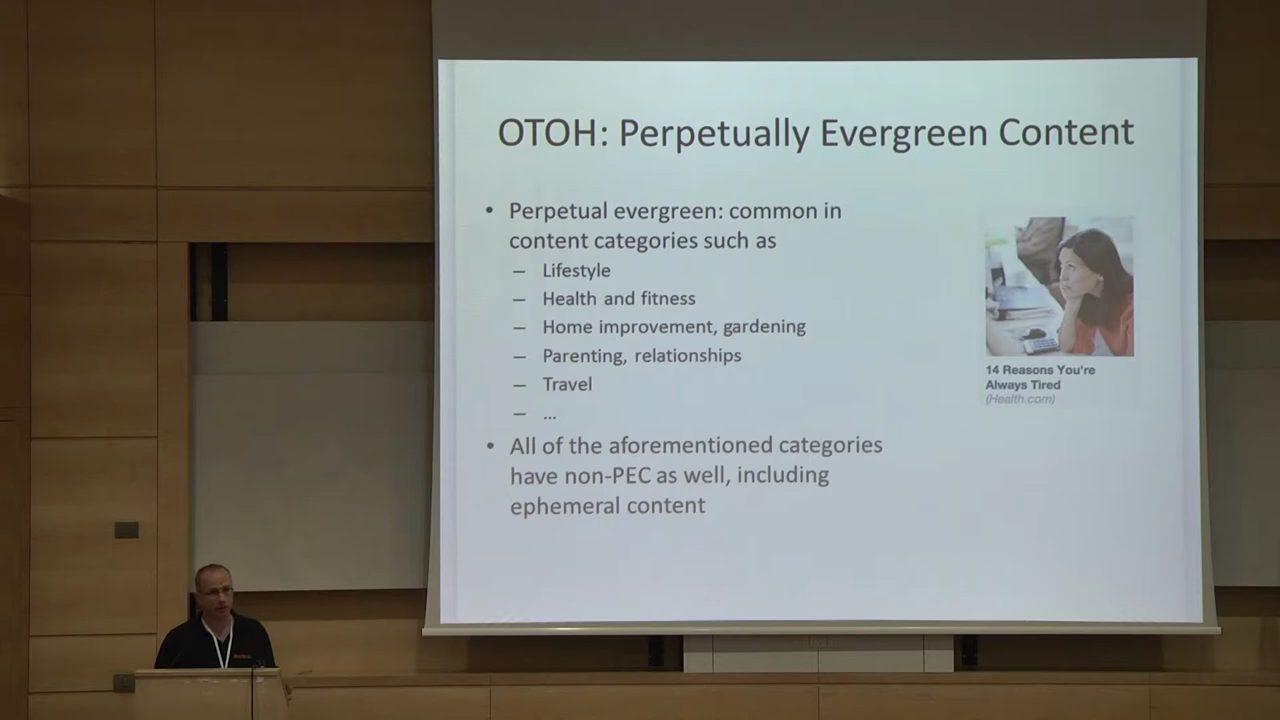 OTOH: Perpetually Evergreen Content
• Perpetual evergreen: common in
content categories such as
– Lifestyle
– Health and fitness
– Home improvement, gardening
– Parenting, relationships
– Travel
– ...
• All of the aforementioned categories
have non-PEC as well, including
ephemeral content
14 Reasons You're
Always Tired
(Health.com)